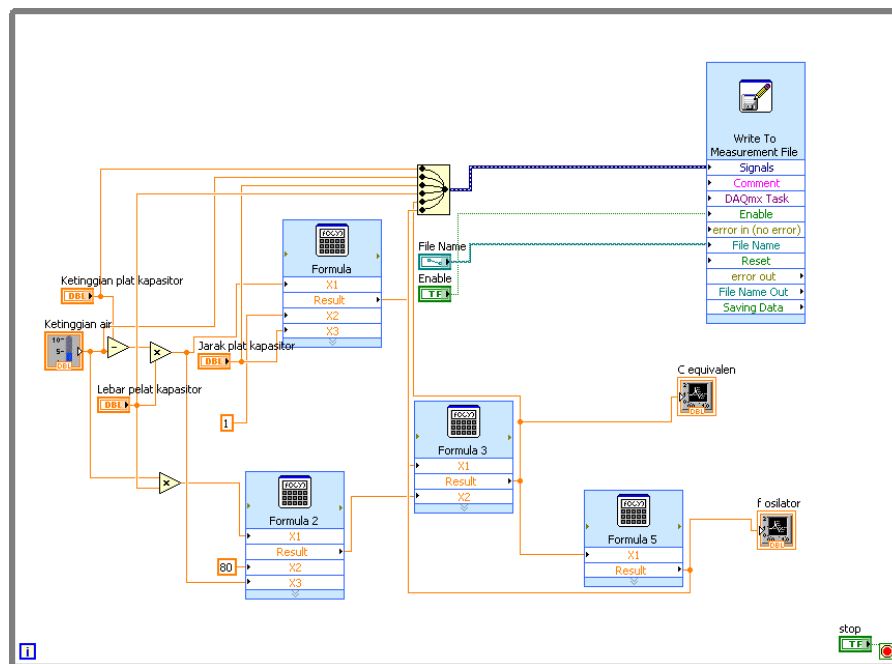 Write To
Measurement File
Signals
Comment
DAQmx Task
Enable
error in (no error)
File Name
Reset
error out
File Name Out
Saving Data
f(x,y)
Formula
X1
Result
X2
X3
File Name
Enable
TF
Ketinggian plat kapasitor
DBL
Ketinggian air
10-
5-
DBL
Jarak plat kapasitor
DBL
Lebar pelat kapasitor
DBL
1
C equivalen
DBL
Formula 3
X1
Result
X2
Formula 2
X1
Result
X2
X3
80
Formula 5
X1
Result
f osilator
DBL
stop
TF
i